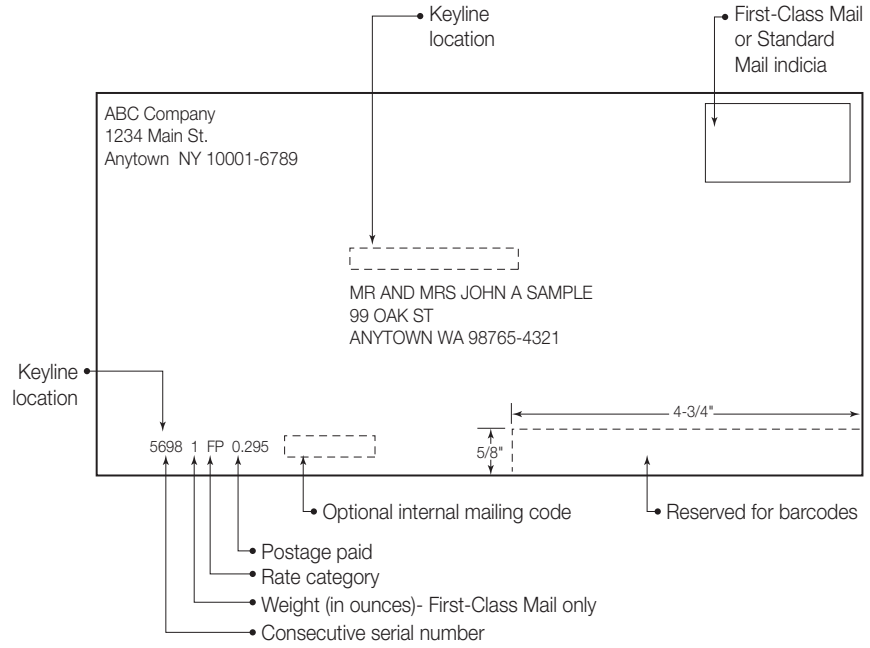 Keyline
location
First-Class Mail
or Standard
Mail indicia
ABC Company
1234 Main St.
Anytown NY 10001-6789
MR AND MRS JOHN A SAMPLE
99 OAK ST
ANYTOWN WA 98765-4321
Keyline
location
4-3/4"
5698 1 FP 0.295
5/8"
Optional internal mailing code
Reserved for barcodes
Postage paid
Rate category
Weight (in ounces)- First-Class Mail only
Consecutive serial number